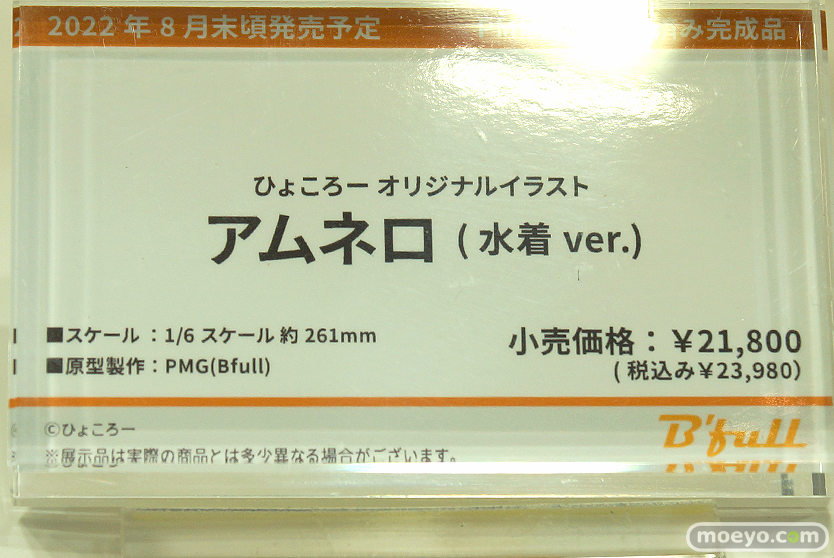 2022 年 8 月末頃発売予定
み完成品
ひょころー オリジナルイラスト
アムネロ ( 水着 ver.)
■スケール ：1/6 スケール 約 261mm
■原型製作：PMG(Bfull)
小売価格：￥21,800
( 税込み￥23,980）
©ひょころー
※展示品は実際の商品とは多少異なる場合がございます。
B'full
moeyo.com